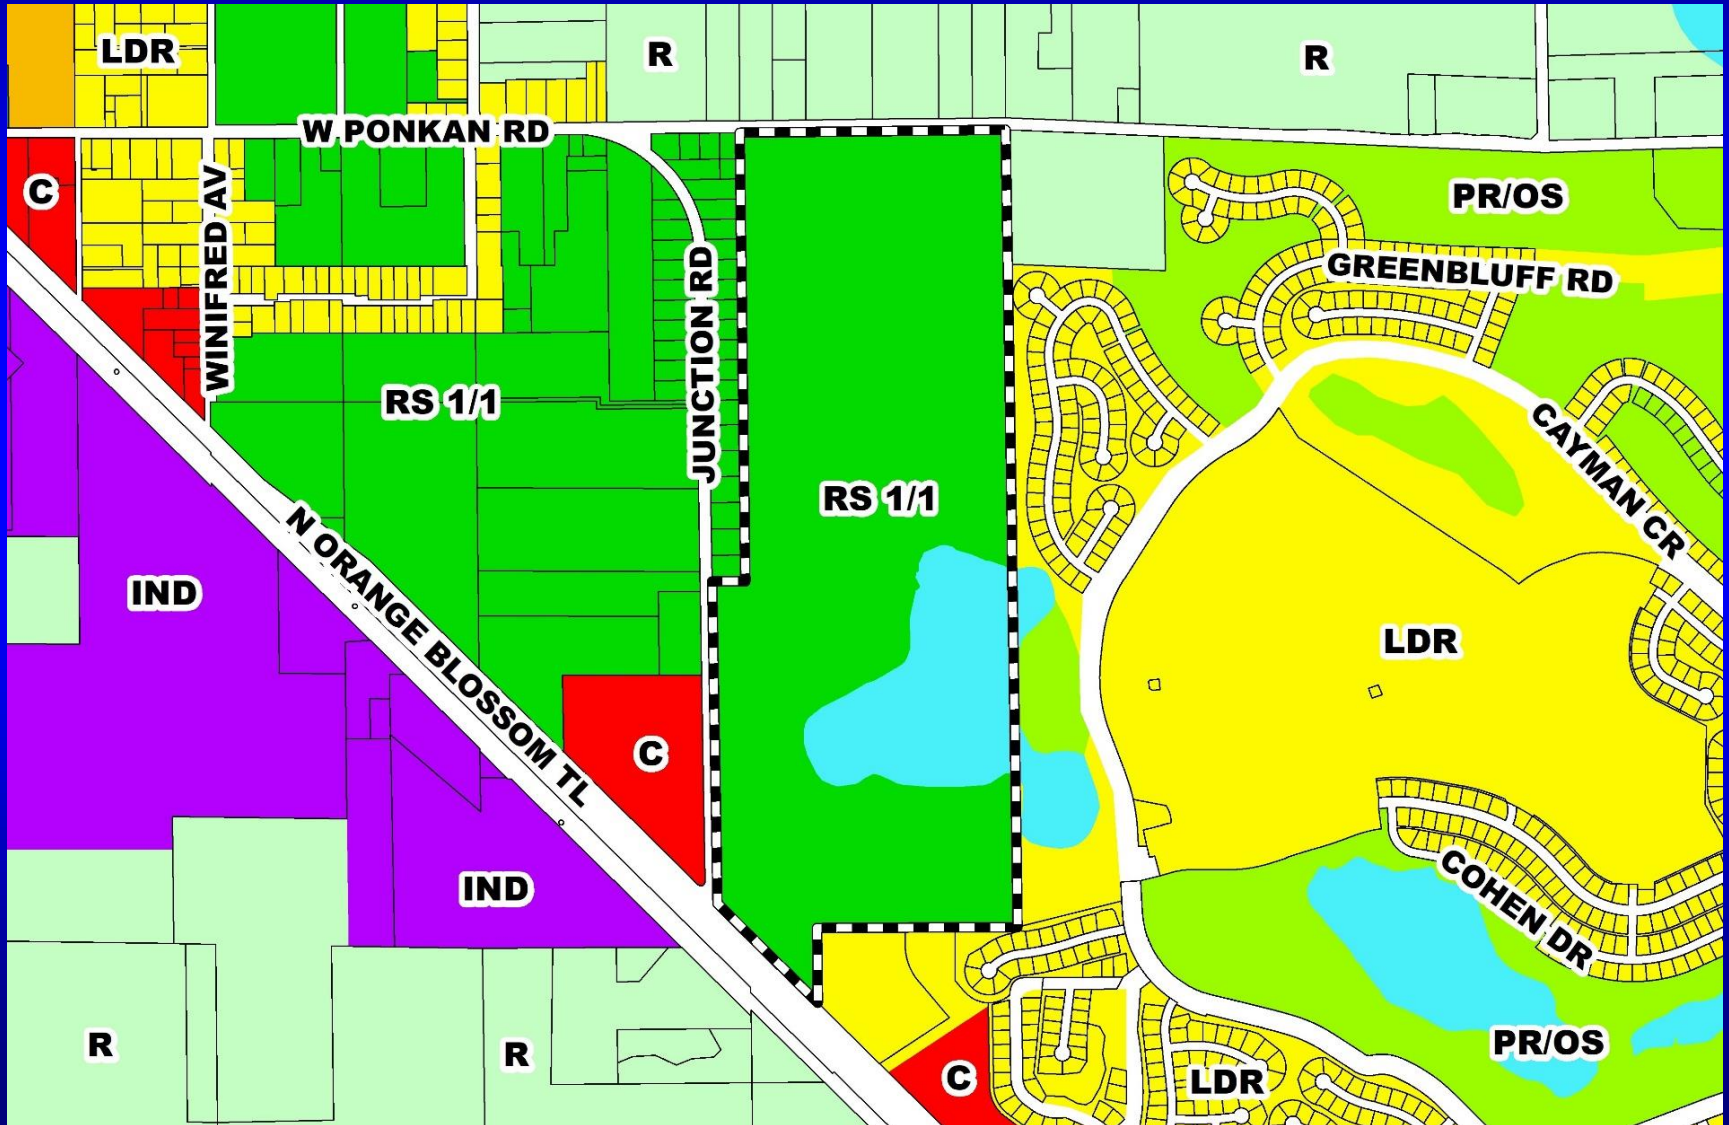 LDR
R
R
W PONKAN RD
C
WINIFRED AV
PR/OS
GREENBLUFF RD
JUNCTION RD
RS 1/1
RS 1/1
CAYMAN CR
N ORANGE BLOSSOM TL
IND
LDR
C
IND
COHEN DR
R
R
PR/OS
C
LDR